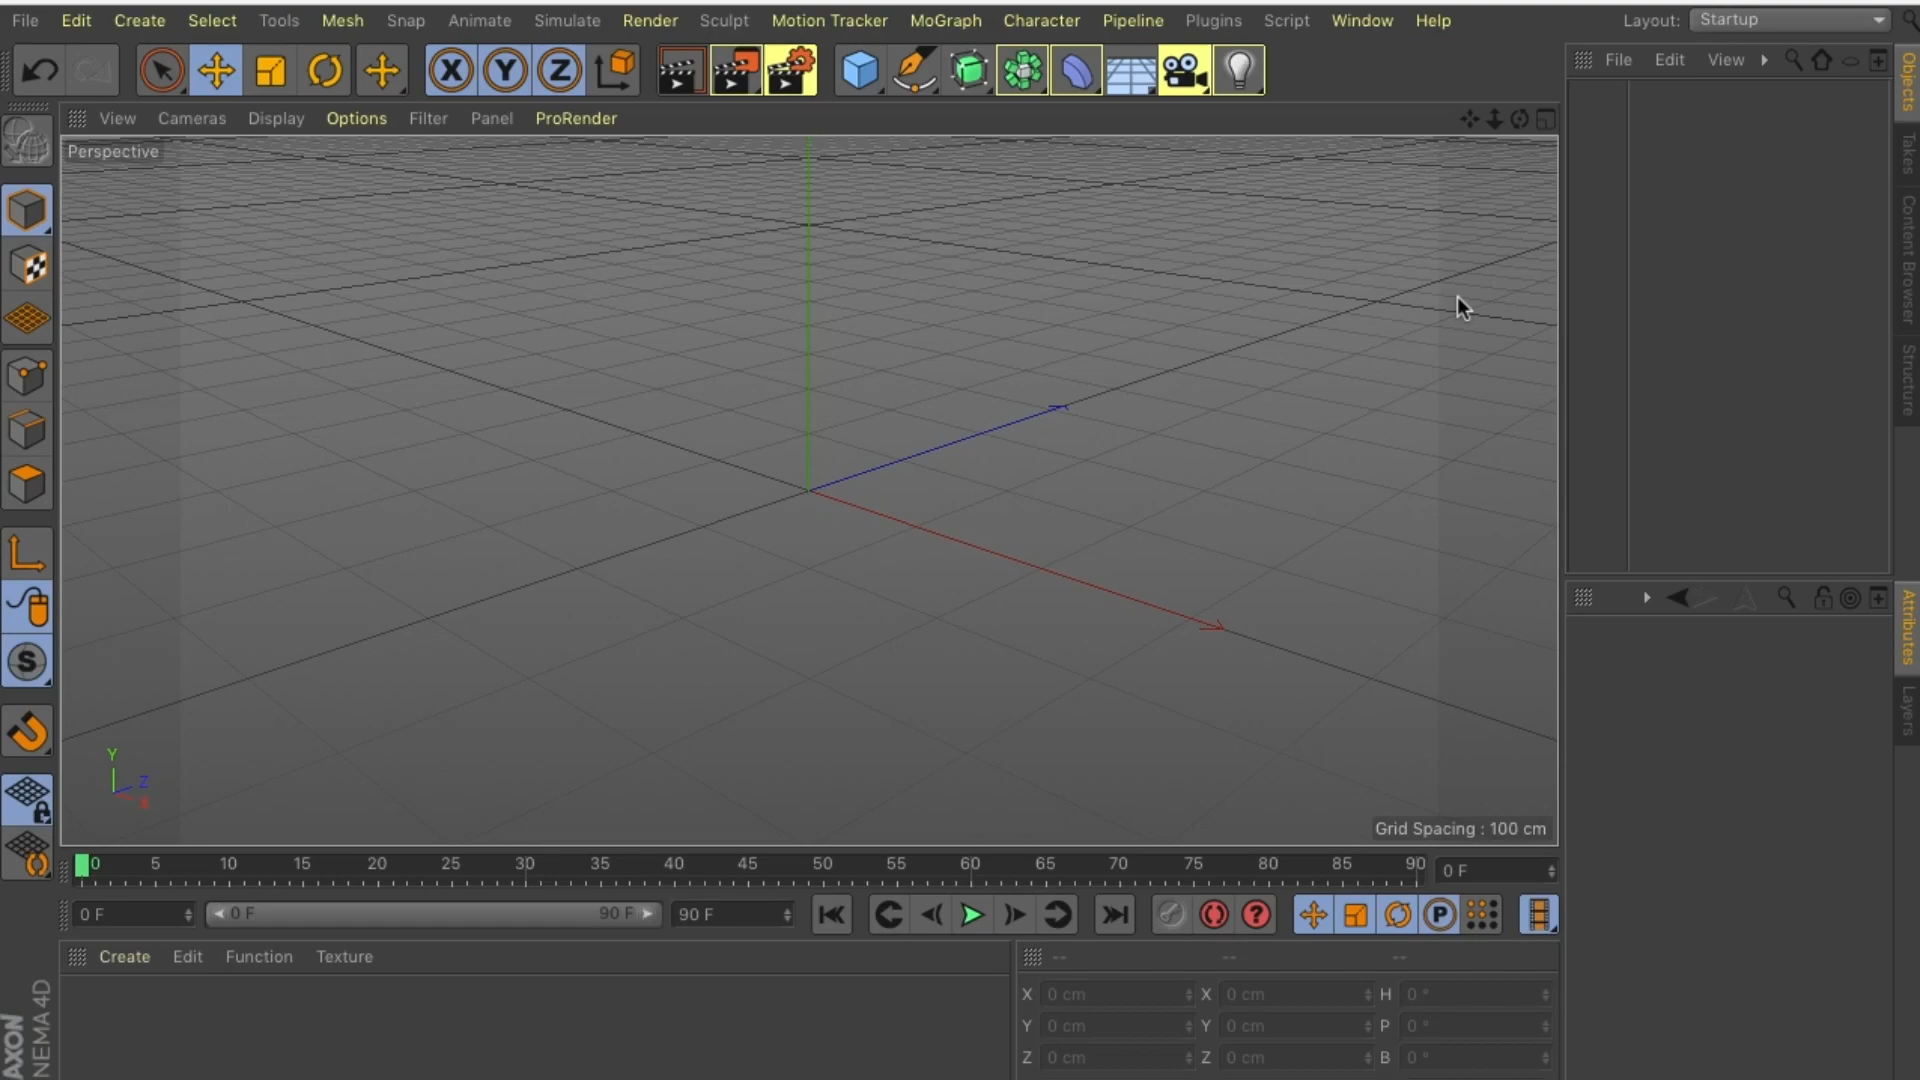 File Edit Create Select Tools Mesh Snap Animate Simulate Render Sculpt Motion Tracker MoGraph Character Pipeline Plugins Script Window Help Layout: Startup
X Y Z
File Edit View
View Cameras Display Options Filter Panel ProRender
Perspective
Objects
Takes
Content Browser
Structure
Attributes
Layers
S
Y
Z
X
Grid Spacing : 100 cm
0 5 10 15 20 25 30 35 40 45 50 55 60 65 70 75 80 85 90 0 F
0 F 0 F 90 F 90 F ? P
Create Edit Function Texture -- -- --
X 0 cm X 0 cm H 0 °
Y 0 cm Y 0 cm P 0 °
Z 0 cm Z 0 cm B 0 °
AXON
NEMA 4D